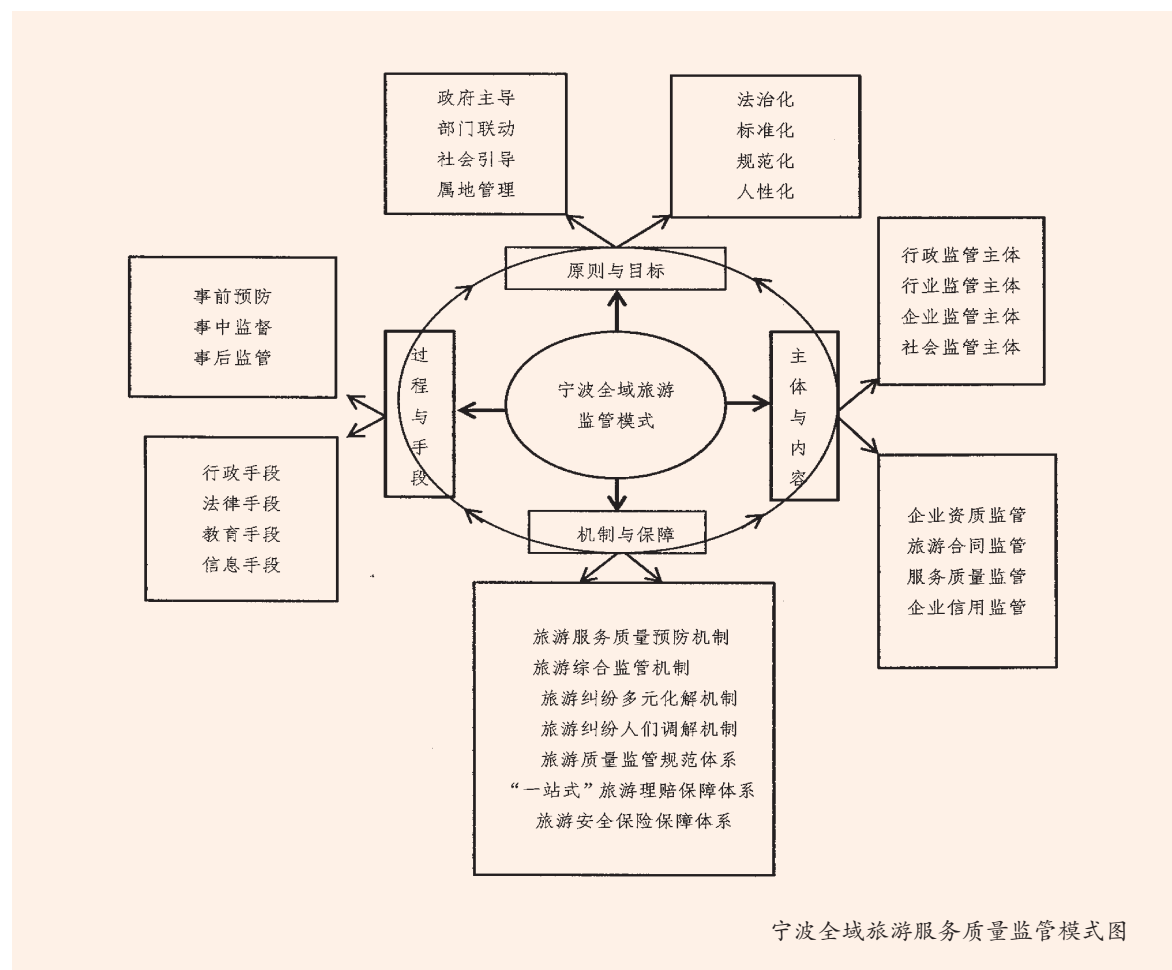 政府主导
部门联动
社会引导
属地管理
法治化
标准化
规范化
人性化
原则与目标
行政监管主体
行业监管主体
企业监管主体
社会监管主体
事前预防
事中监督
事后监管
过程与手段
宁波全域旅游
监管模式
主体与内容
行政手段
法律手段
教育手段
信息手段
机制与保障
企业资质监管
旅游合同监管
服务质量监管
企业信用监管
旅游服务质量预防机制
旅游综合监管机制
旅游纠纷多元化解机制
旅游纠纷人们调解机制
旅游质量监管规范体系
“一站式”旅游理赔保障体系
旅游安全保险保障体系
宁波全域旅游服务质量监管模式图